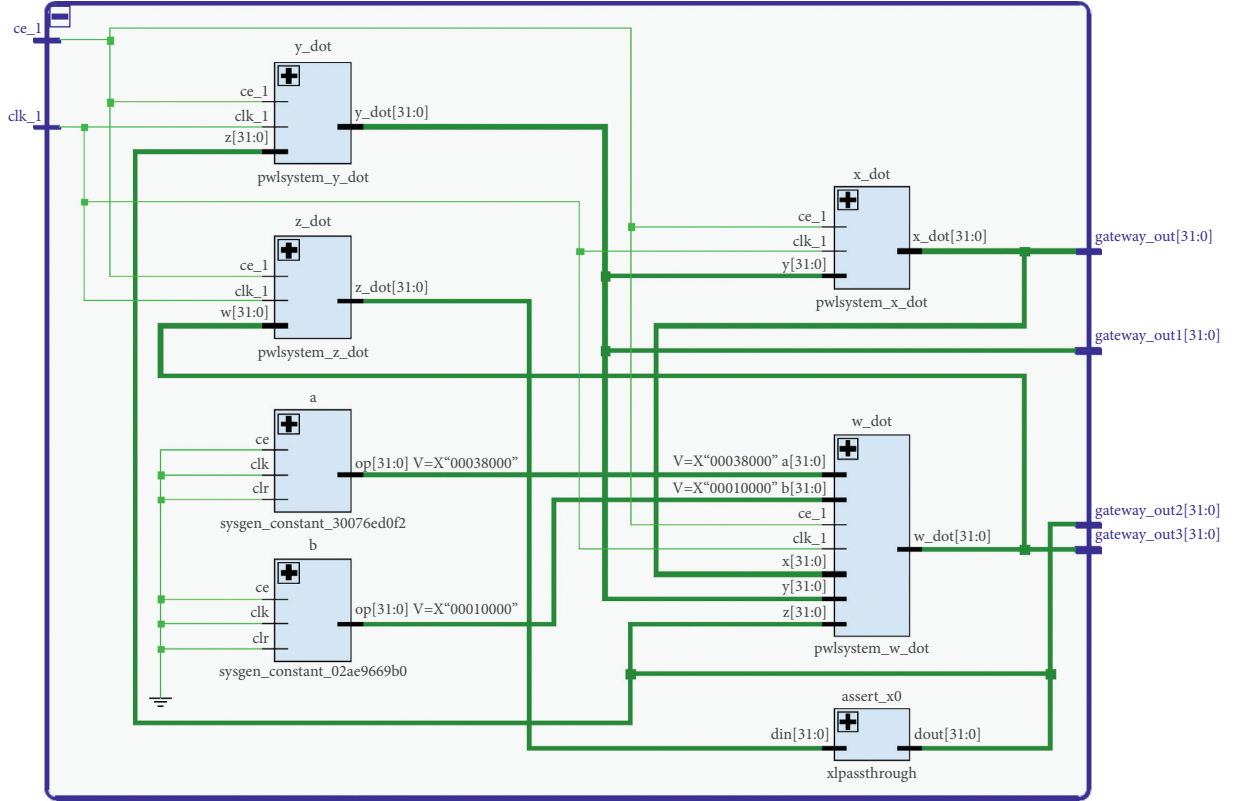 ce_1
clk_1
y_dot
ce_1
clk_1
z[31:0]
y_dot[31:0]
pwlsystem_y_dot
z_dot
ce_1
clk_1
w[31:0]
z_dot[31:0]
pwlsystem_z_dot
x_dot
ce_1
clk_1
y[31:0]
x_dot[31:0]
pwlsystem_x_dot
gateway_out[31:0]
gateway_out1[31:0]
a
ce
clk
clr
op[31:0] V=X“00038000”
sysgen_constant_30076ed0f2
b
ce
clk
clr
op[31:0] V=X“00010000”
sysgen_constant_02ae9669b0
w_dot
V=X“00038000” a[31:0]
V=X“00010000” b[31:0]
ce_1
clk_1
x[31:0]
y[31:0]
z[31:0]
w_dot[31:0]
pwlsystem_w_dot
gateway_out2[31:0]
gateway_out3[31:0]
assert_x0
din[31:0]
dout[31:0]
xlpassthrough